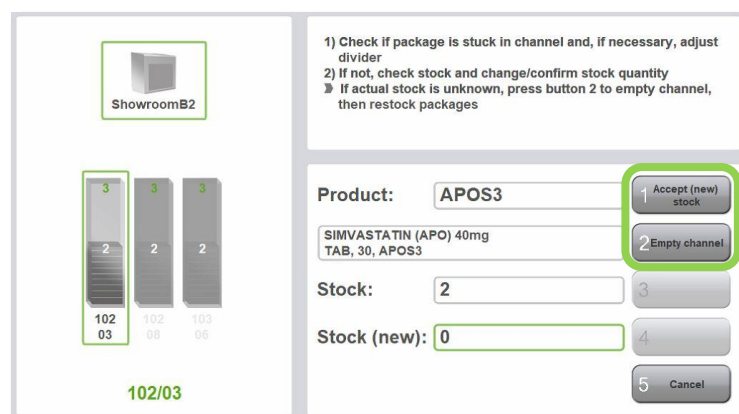 ShowroomB2
3 3 3
2 2 2
102 102 103
03 08 06
102/03
1) Check if package is stuck in channel and, if necessary, adjust
divider
2) If not, check stock and change/confirm stock quantity
If actual stock is unknown, press button 2 to empty channel,
then restock packages
Product: APOS3
SIMVASTATIN (APO) 40mg
TAB, 30, APOS3
Stock: 2
Stock (new): 0
1 Accept (new)
stock
2 Empty channel
3
4
5 Cancel